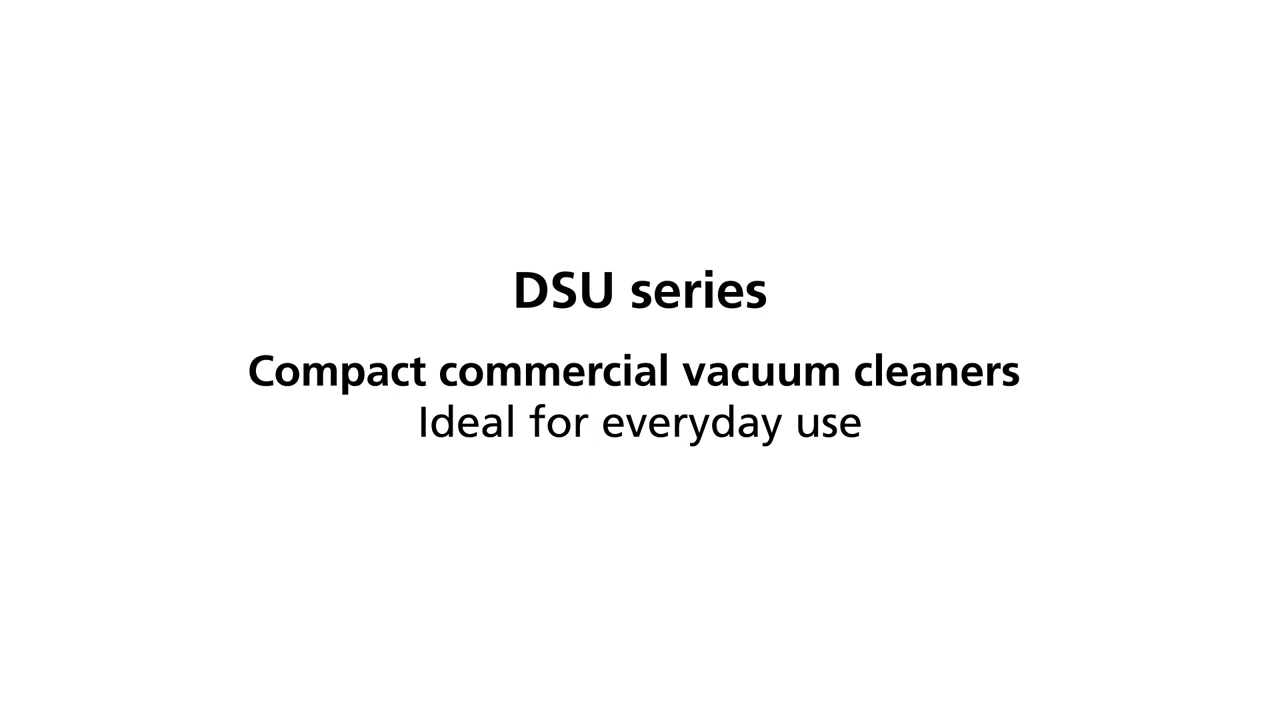 DSU series
Compact commercial vacuum cleaners
Ideal for everyday use